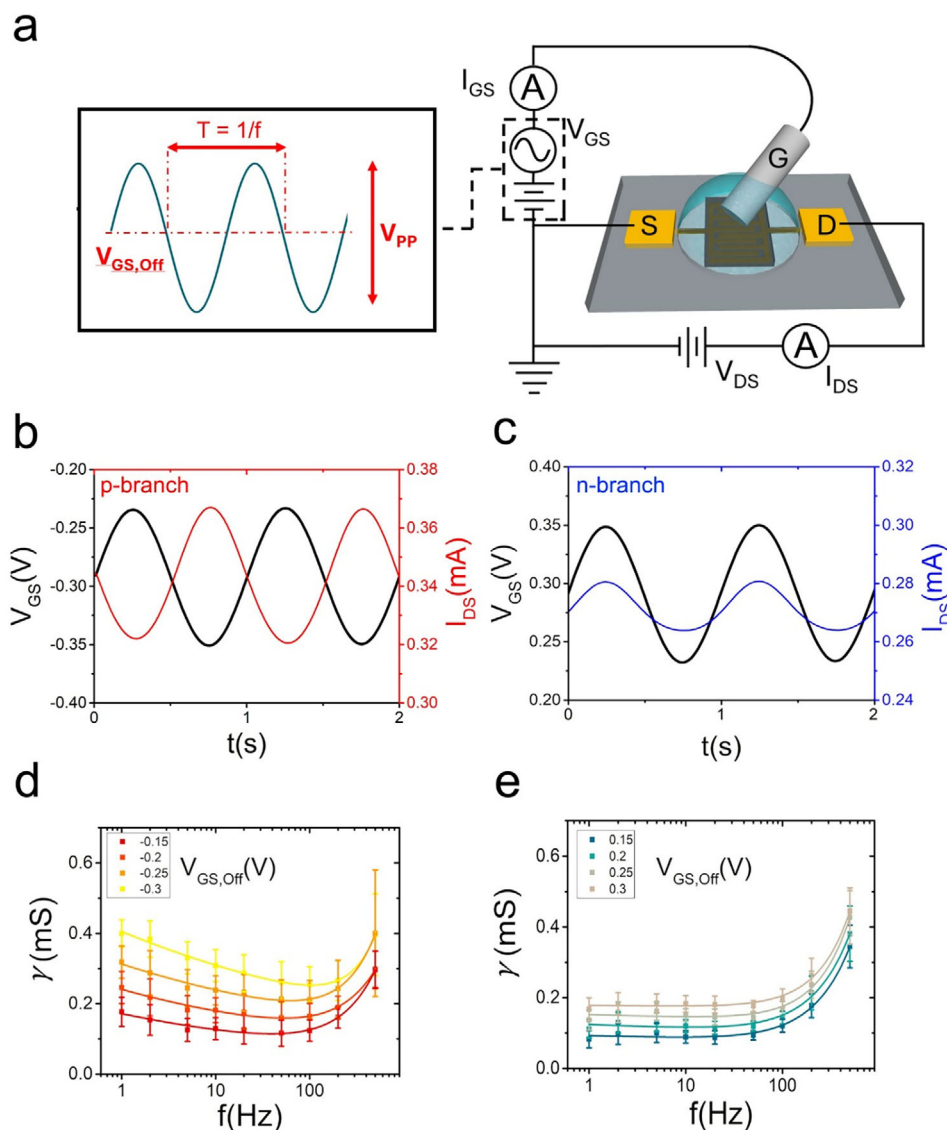 a
T = 1/f
V_PP
V_GS,Off
I_GS
A
V_GS
G
S
D
V_DS
A
I_DS
b
p-branch
V_GS(V)
-0.20
-0.25
-0.30
-0.35
-0.40
I_DS(mA)
0.38
0.36
0.34
0.32
0.30
0
1
2
t(s)
c
n-branch
V_GS(V)
0.40
0.35
0.30
0.25
0.20
I_DS(mA)
0.32
0.30
0.28
0.26
0.24
0
1
2
t(s)
d
γ (mS)
0.6
0.4
0.2
0.0
-0.15
-0.2
-0.25
-0.3
V_GS,Off(V)
1
10
100
f(Hz)
e
γ (mS)
0.6
0.4
0.2
0.0
0.15
0.2
0.25
0.3
V_GS,Off(V)
1
10
100
f(Hz)